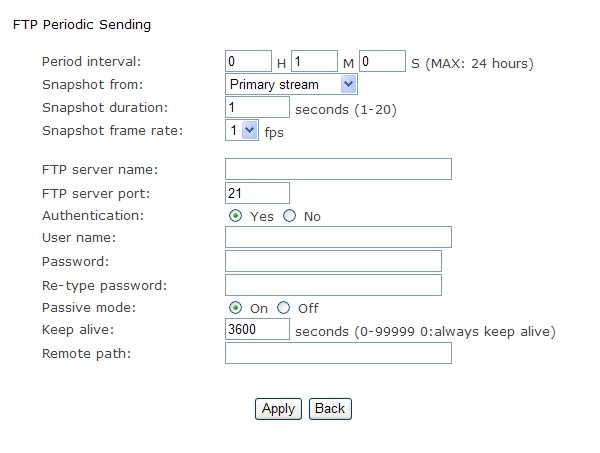 FTP Periodic Sending
Period interval: 0 H 1 M 0 S (MAX: 24 hours)
Snapshot from: Primary stream
Snapshot duration: 1 seconds (1-20)
Snapshot frame rate: 1 fps
FTP server name:
FTP server port: 21
Authentication: Yes No
User name:
Password:
Re-type password:
Passive mode: On Off
Keep alive: 3600 seconds (0-99999 0:always keep alive)
Remote path:
Apply Back